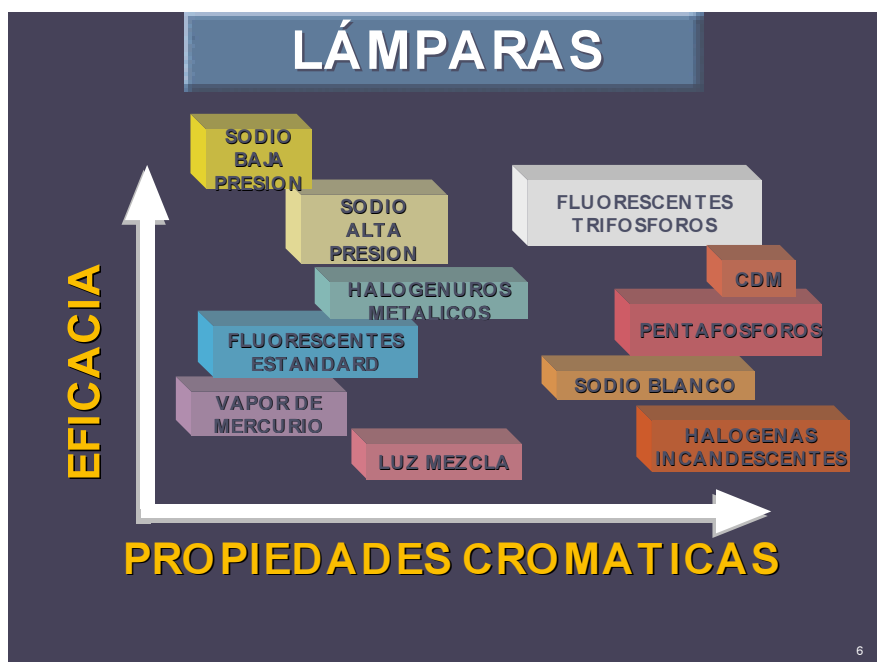 LÁMPARAS
SODIO
BAJA
PRESION
SODIO
ALTA
PRESION
FLUORESCENTES
TRIFOSFOROS
CDM
HALOGENUROS
METALICOS
PENTAFOSFOROS
FLUORESCENTES
ESTANDARD
SODIO BLANCO
VAPOR DE
MERCURIO
HALOGENAS
INCANDESCENTES
LUZ MEZCLA
EFICACIA
PROPIEDADES CROMATICAS
6